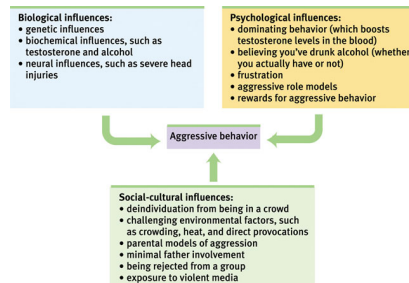 Biological influences:
• genetic influences
• biochemical influences, such as
testosterone and alcohol
• neural influences, such as severe head
injuries
Psychological influences:
• dominating behavior (which boosts
testosterone levels in the blood)
• believing you've drunk alcohol (whether
you actually have or not)
• frustration
• aggressive role models
• rewards for aggressive behavior
Aggressive behavior
Social-cultural influences:
• deindividuation from being in a crowd
• challenging environmental factors, such
as crowding, heat, and direct provocations
• parental models of aggression
• minimal father involvement
• being rejected from a group
• exposure to violent media